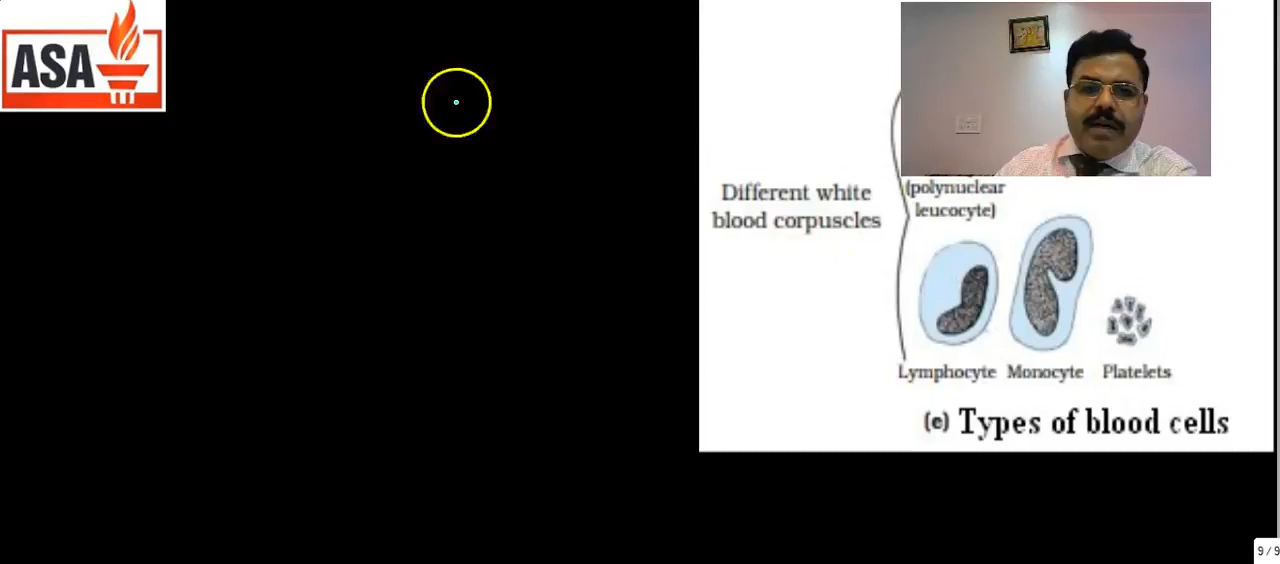 ASA
Different white
blood corpuscles
(polynuclear
leucocyte)
Lymphocyte Monocyte Platelets
(e) Types of blood cells
9 / 9